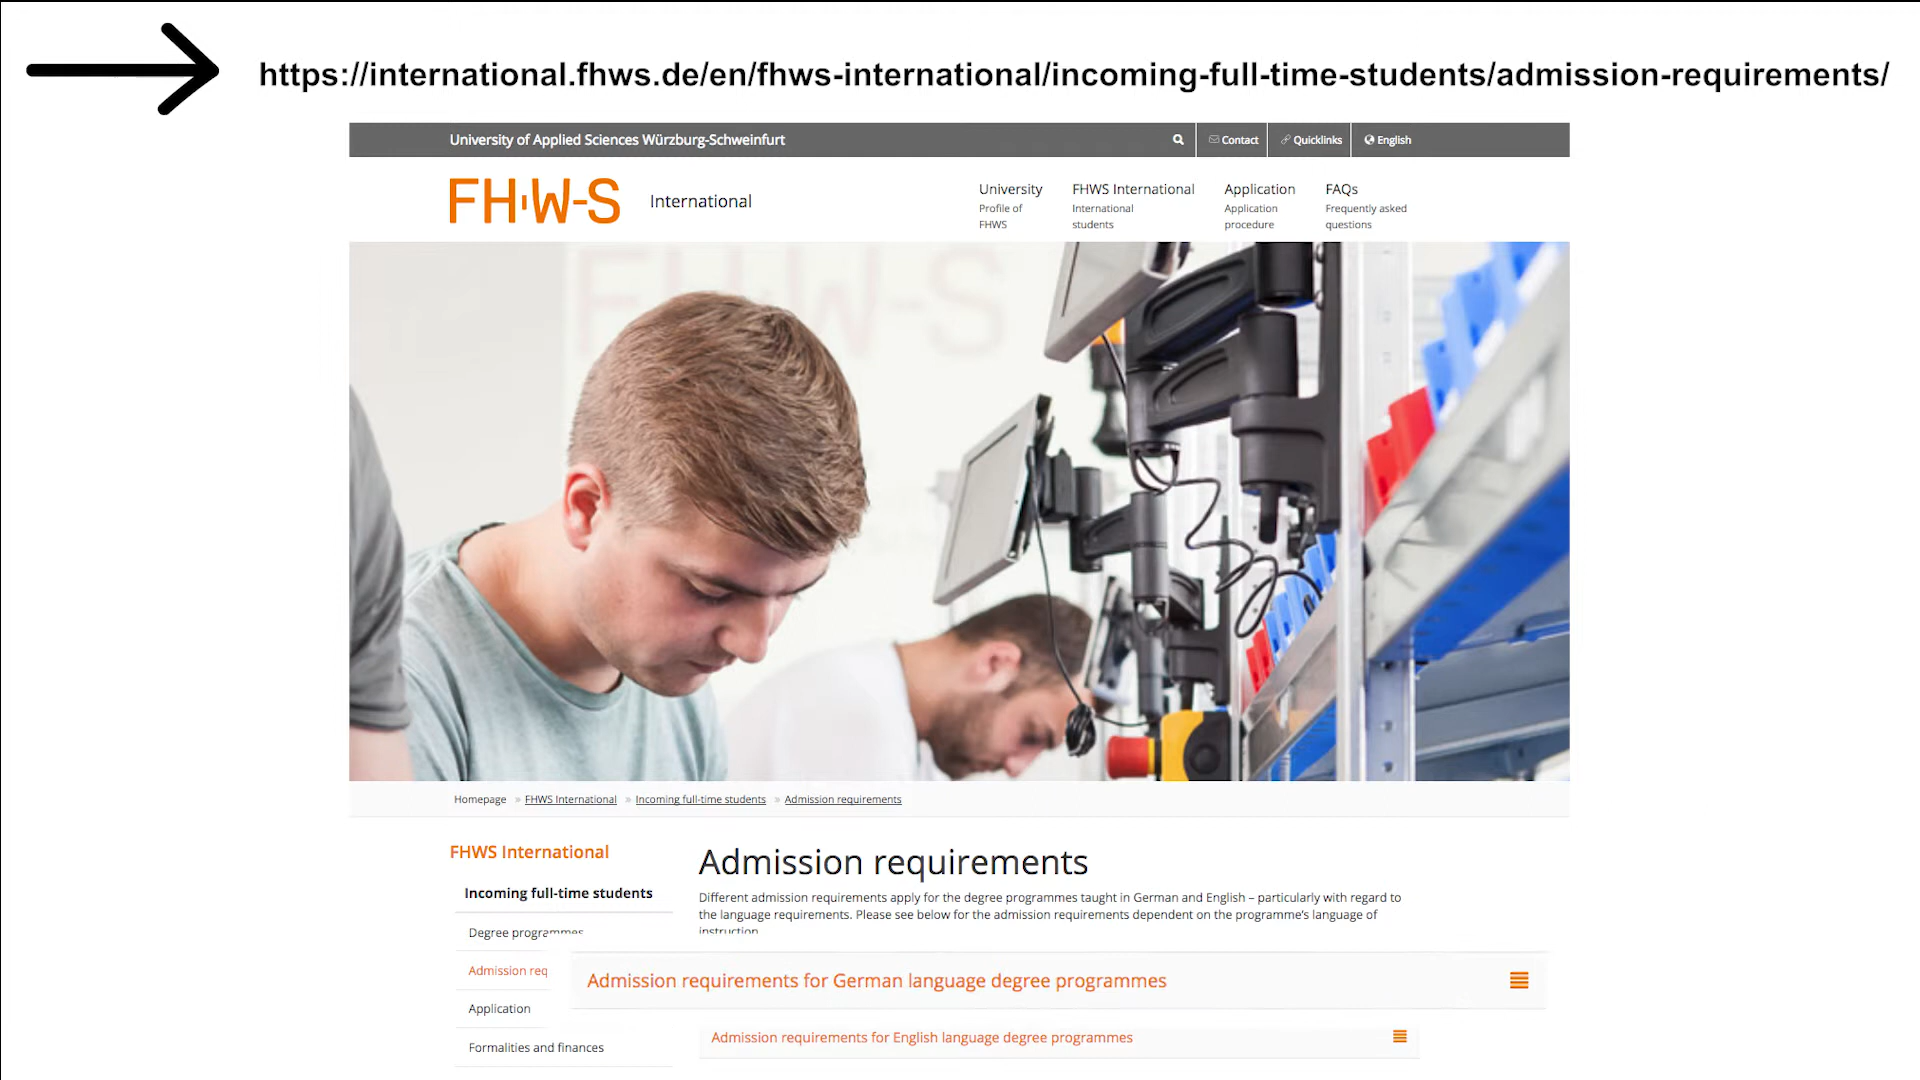 https://international.fhws.de/en/fhws-international/incoming-full-time-students/admission-requirements/
University of Applied Sciences Würzburg-Schweinfurt
Contact
Quicklinks
English
FH-W-S
International
University
Profile of
FHWS
FHWS International
International
students
Application
Application
procedure
FAQs
Frequently asked
questions
FH-W-S
Homepage » FHWS International » Incoming full-time students » Admission requirements
FHWS International
Incoming full-time students
Degree programmes
Admission req
Application
Formalities and finances
Admission requirements
Different admission requirements apply for the degree programmes taught in German and English – particularly with regard to
the language requirements. Please see below for the admission requirements dependent on the programme's language of
instruction
Admission requirements for German language degree programmes
Admission requirements for English language degree programmes